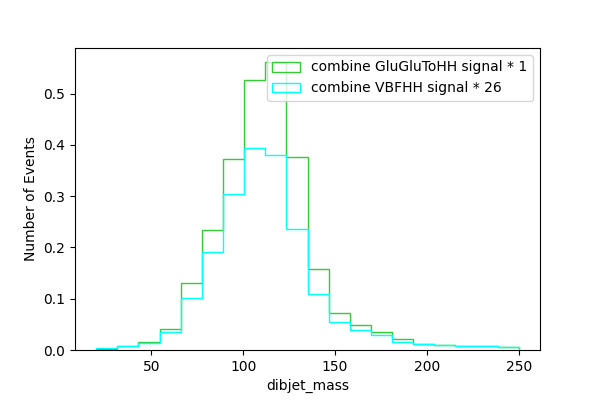 combine GluGluToHH signal * 1
combine VBFHH signal * 26
Number of Events
0.5
0.4
0.3
0.2
0.1
0.0
50
100
150
200
250
dibjet_mass